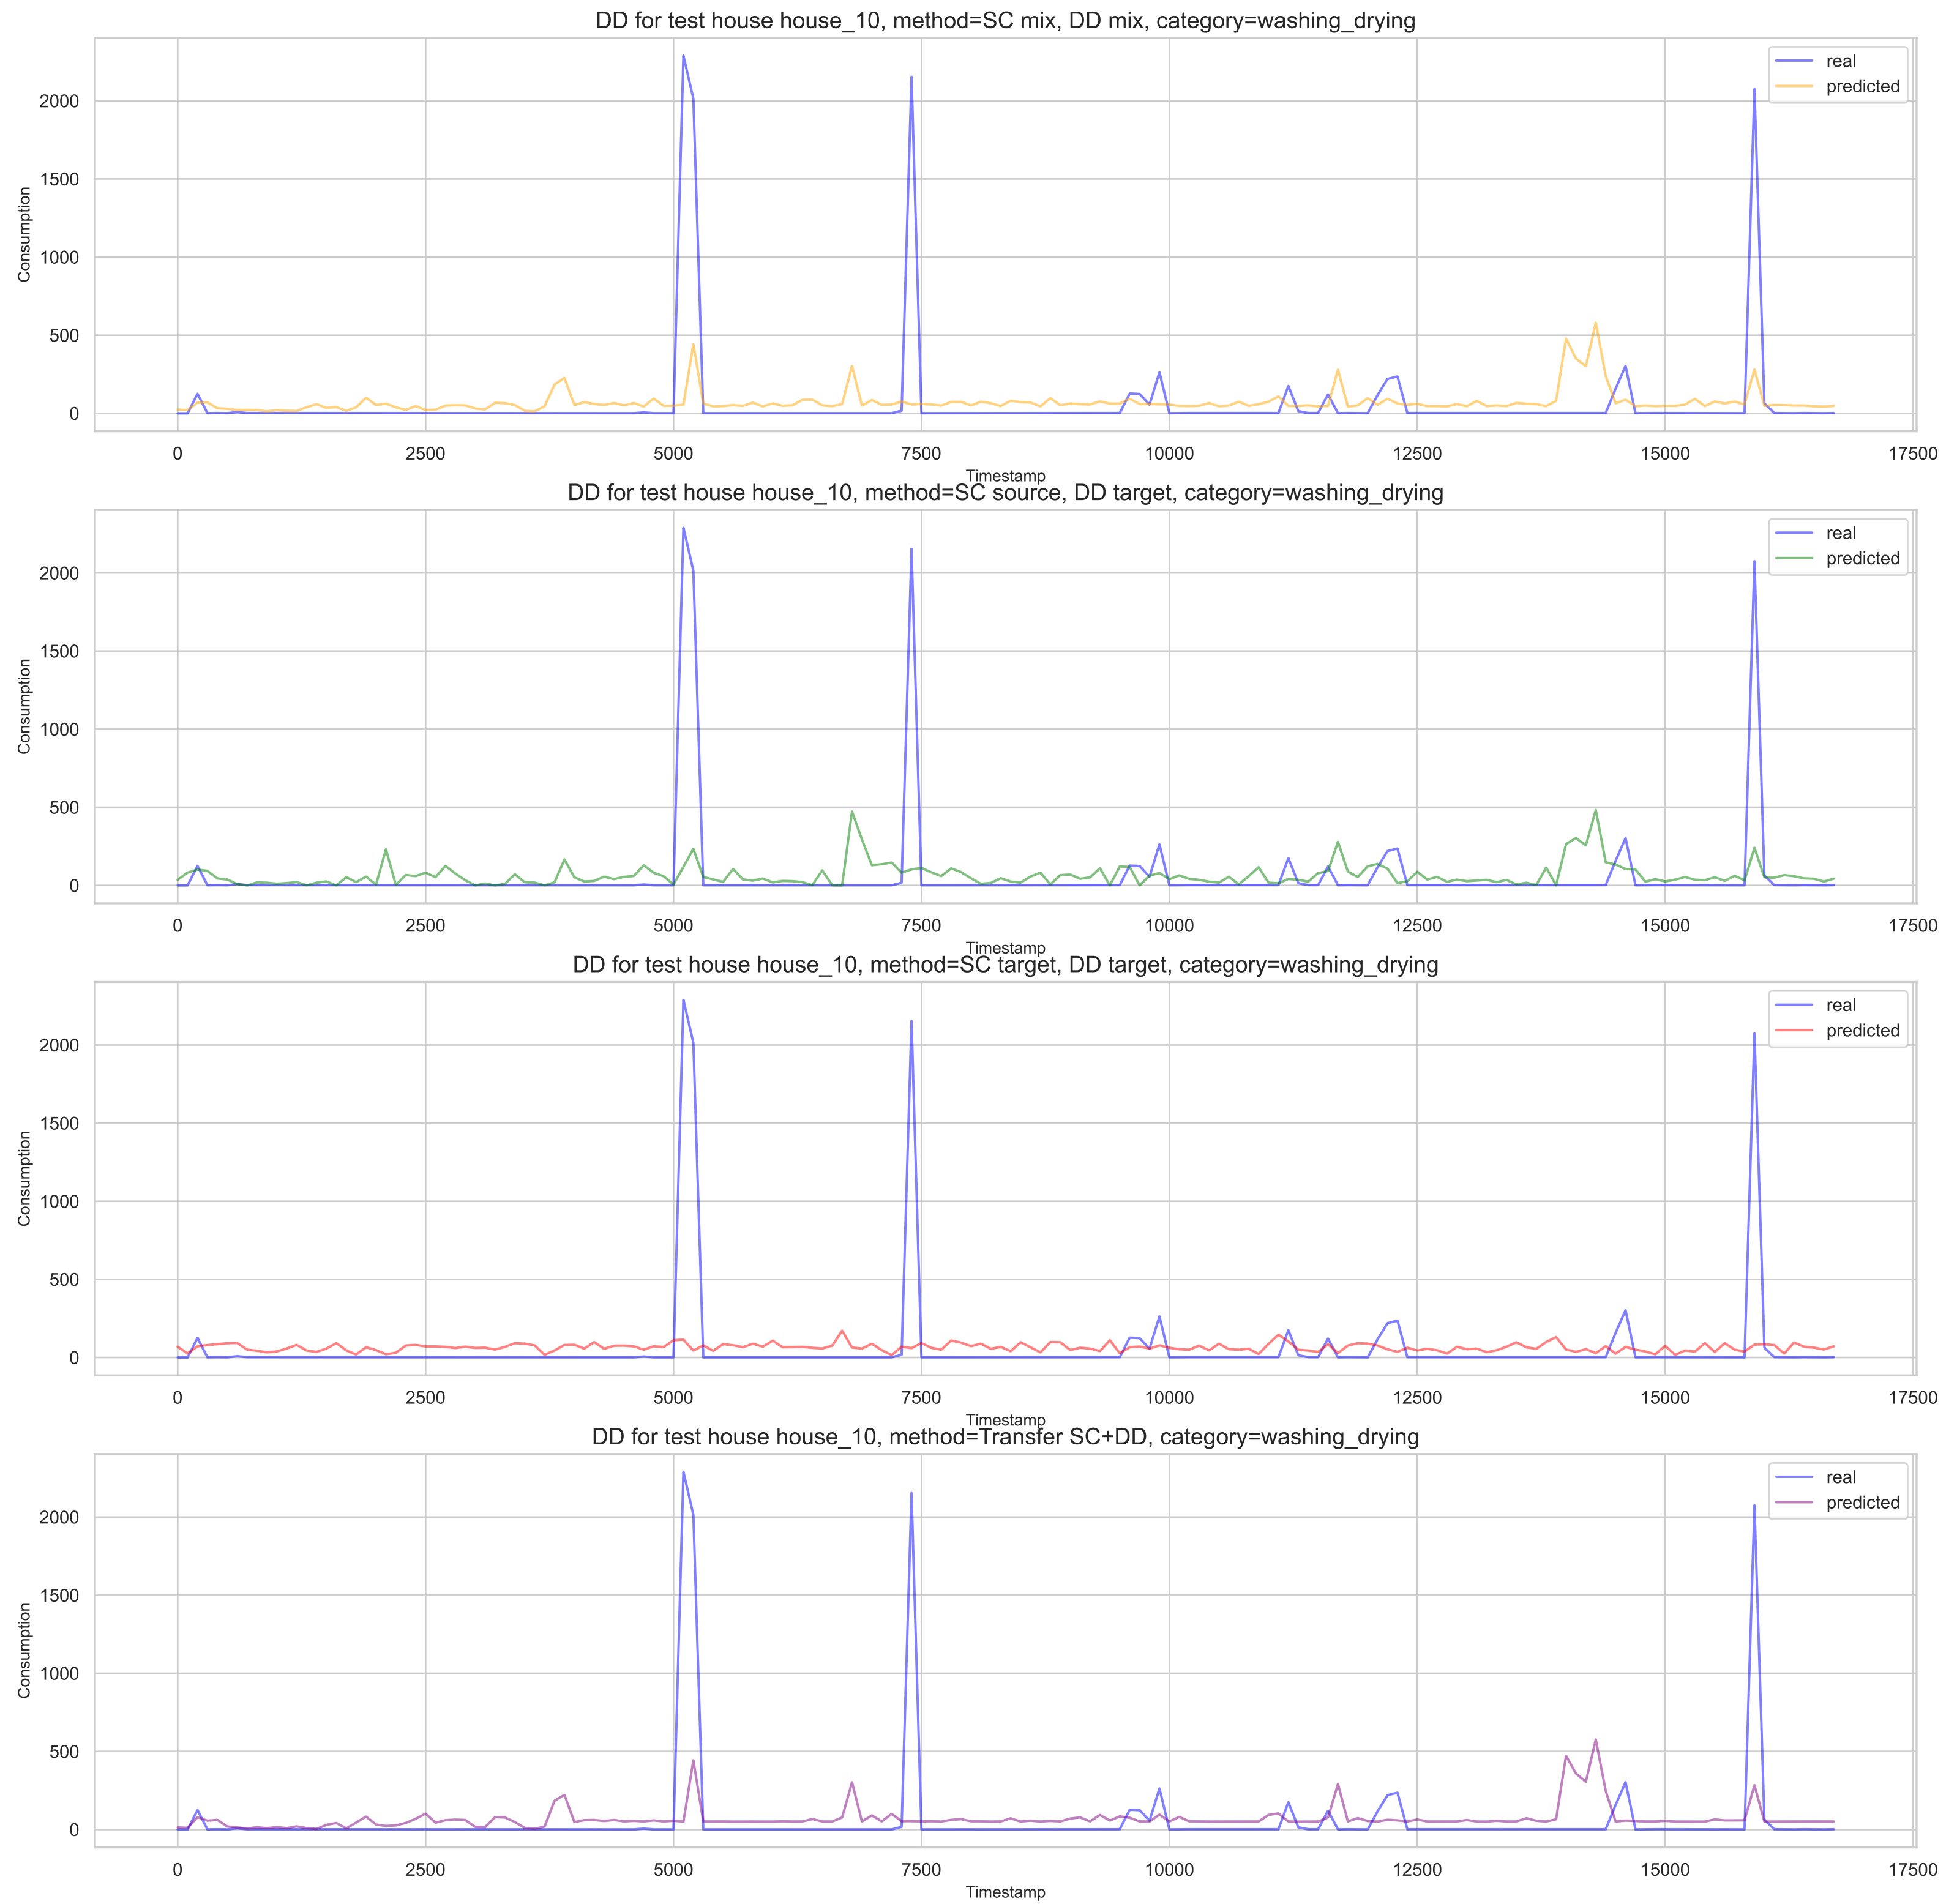 DD for test house house_10, method=SC mix, DD mix, category=washing_drying
real
predicted
2000
1500
1000
500
0
Consumption
0 2500 5000 7500 10000 12500 15000 17500
Timestamp
DD for test house house_10, method=SC source, DD target, category=washing_drying
real
predicted
2000
1500
1000
500
0
Consumption
0 2500 5000 7500 10000 12500 15000 17500
Timestamp
DD for test house house_10, method=SC target, DD target, category=washing_drying
real
predicted
2000
1500
1000
500
0
Consumption
0 2500 5000 7500 10000 12500 15000 17500
Timestamp
DD for test house house_10, method=Transfer SC+DD, category=washing_drying
real
predicted
2000
1500
1000
500
0
Consumption
0 2500 5000 7500 10000 12500 15000 17500
Timestamp